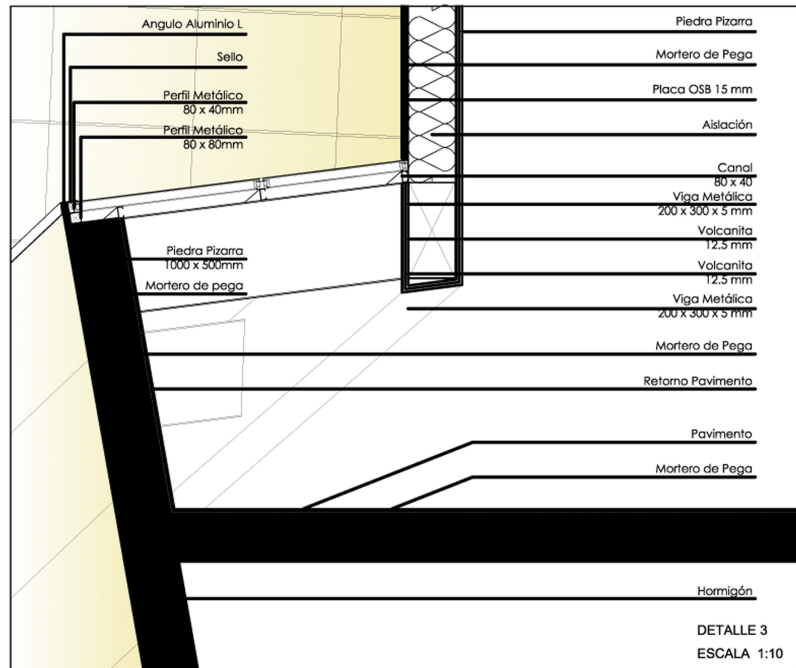 Angulo Aluminio L
Sello
Perfil Metálico
80 x 40mm
Perfil Metálico
80 x 80mm
Piedra Pizarra
1000 x 500mm
Mortero de pega
Piedra Pizarra
Mortero de Pega
Placa OSB 15 mm
Aislación
Canal
80 x 40
Viga Metálica
200 x 300 x 5 mm
Volcanita
12.5 mm
Volcanita
12.5 mm
Viga Metálica
200 x 300 x 5 mm
Mortero de Pega
Retorno Pavimento
Pavimento
Mortero de Pega
Hormigón
DETALLE 3
ESCALA 1:10